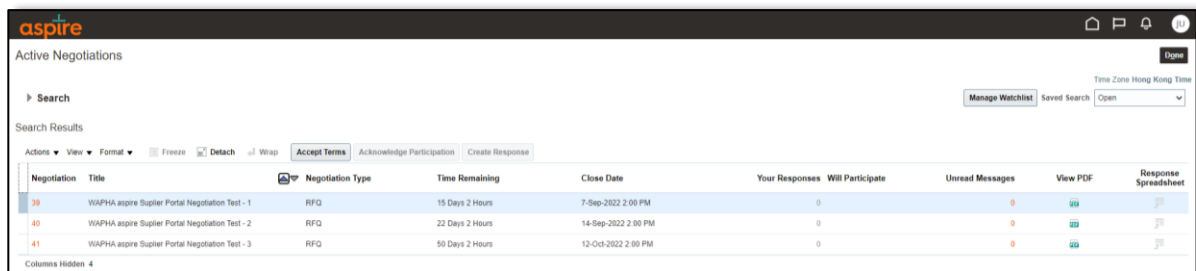 aspire
JU
Active Negotiations
Done
Time Zone Hong Kong Time
Search
Manage Watchlist Saved Search Open
Search Results
Actions View Format Freeze Detach Wrap Accept Terms Acknowledge Participation Create Response
Negotiation Title Negotiation Type Time Remaining Close Date Your Responses Will Participate Unread Messages View PDF Response Spreadsheet
39 WAPHA aspire Suplier Portal Negotiation Test - 1 RFQ 15 Days 2 Hours 7-Sep-2022 2:00 PM 0 0
40 WAPHA aspire Suplier Portal Negotiation Test - 2 RFQ 22 Days 2 Hours 14-Sep-2022 2:00 PM 0 0
41 WAPHA aspire Suplier Portal Negotiation Test - 3 RFQ 50 Days 2 Hours 12-Oct-2022 2:00 PM 0 0
Columns Hidden 4